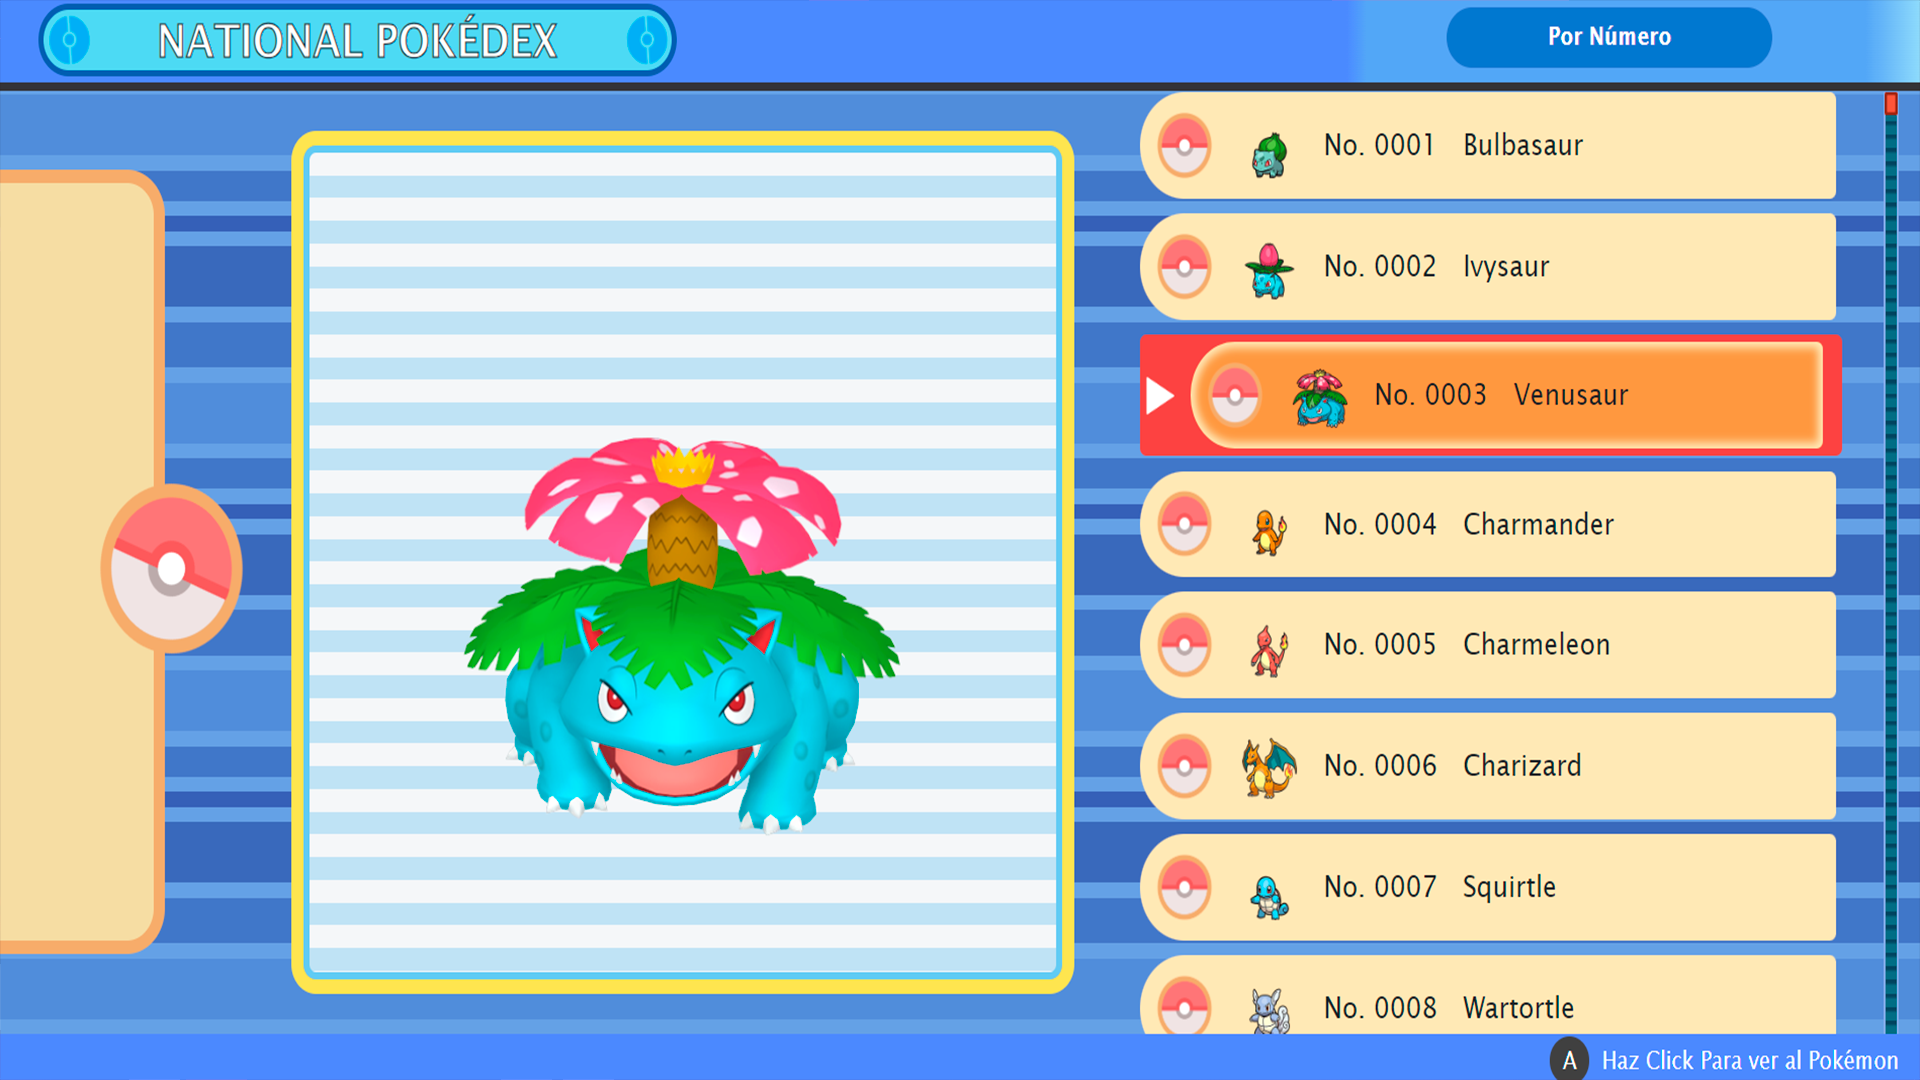 NATIONAL POKÉDEX
Por Número
No. 0001 Bulbasaur
No. 0002 Ivysaur
No. 0003 Venusaur
No. 0004 Charmander
No. 0005 Charmeleon
No. 0006 Charizard
No. 0007 Squirtle
No. 0008 Wartortle
A Haz Click Para ver al Pokémon